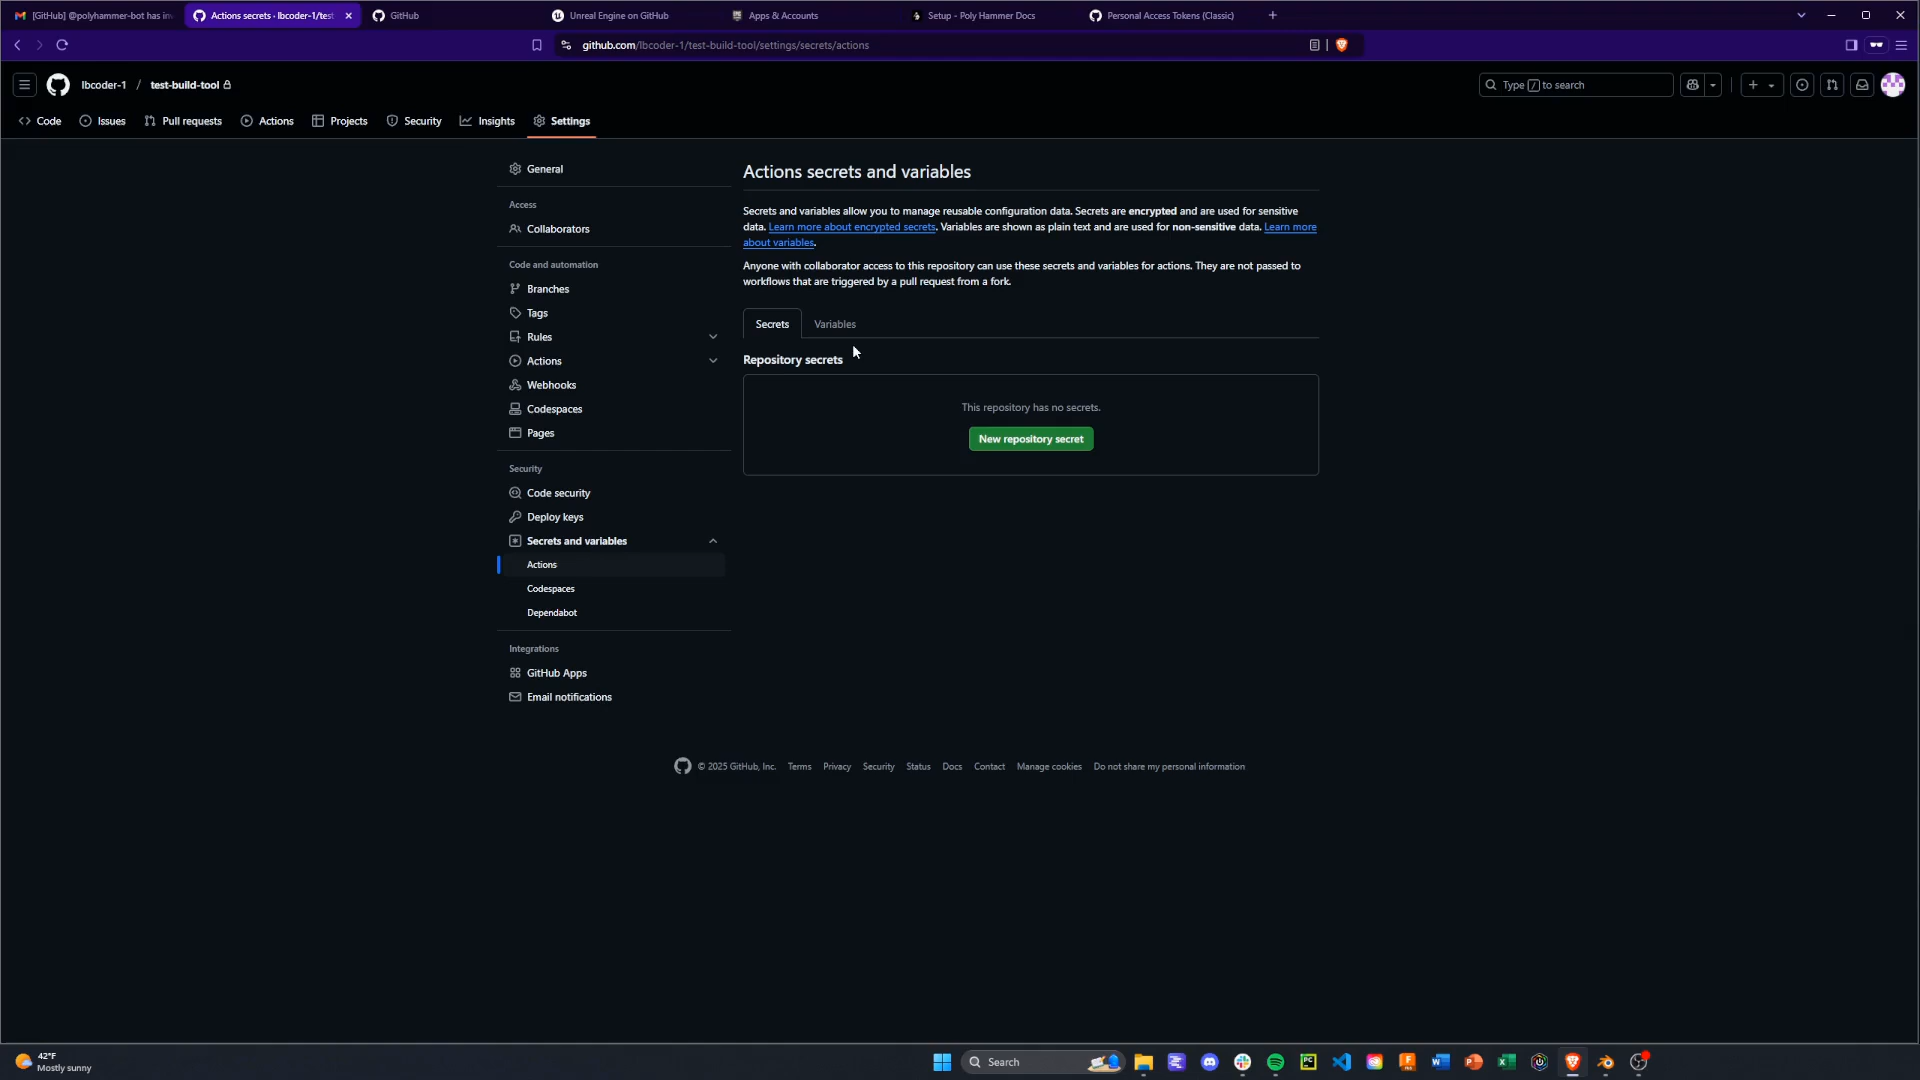 [GitHub] @polyhammer-bot has in
Actions secrets · lbcoder-1/test
GitHub
Unreal Engine on GitHub
Apps & Accounts
Setup - Poly Hammer Docs
Personal Access Tokens (Classic)
github.com/lbcoder-1/test-build-tool/settings/secrets/actions
lbcoder-1 / test-build-tool
Type / to search
Code
Issues
Pull requests
Actions
Projects
Security
Insights
Settings
General
Access
Collaborators
Code and automation
Branches
Tags
Rules
Actions
Webhooks
Codespaces
Pages
Security
Code security
Deploy keys
Secrets and variables
Actions
Codespaces
Dependabot
Integrations
GitHub Apps
Email notifications
Actions secrets and variables
Secrets and variables allow you to manage reusable configuration data. Secrets are encrypted and are used for sensitive
data. Learn more about encrypted secrets. Variables are shown as plain text and are used for non-sensitive data. Learn more
about variables.
Anyone with collaborator access to this repository can use these secrets and variables for actions. They are not passed to
workflows that are triggered by a pull request from a fork.
Secrets
Variables
Repository secrets
This repository has no secrets.
New repository secret
© 2025 GitHub, Inc.
Terms
Privacy
Security
Status
Docs
Contact
Manage cookies
Do not share my personal information
42°F
Mostly sunny
Search